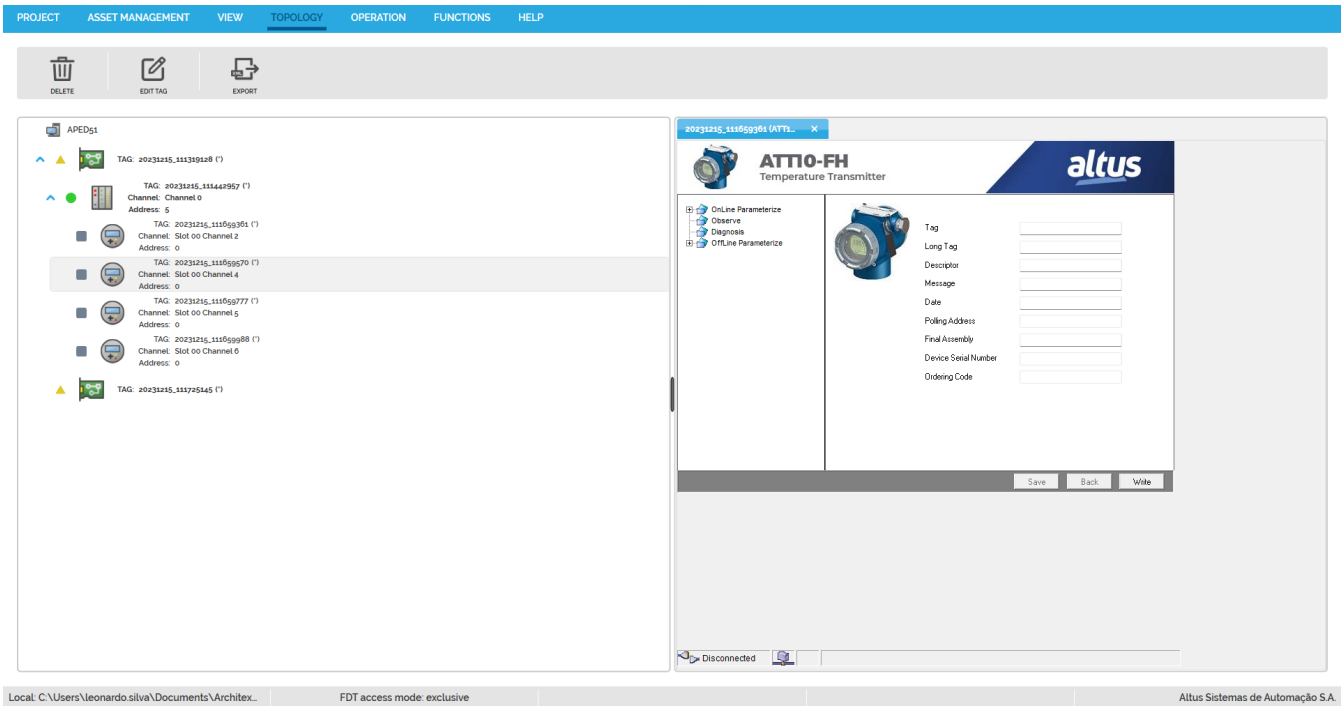 PROJECT ASSET MANAGEMENT VIEW TOPOLOGY OPERATION FUNCTIONS HELP
DELETE EDIT TAG EXPORT
APED51
TAG: 20231215_111319128 (*)
TAG: 20231215_111442957 (*)
Channel: Channel 0
Address: 5
TAG: 20231215_111659361 (*)
Channel: Slot 00 Channel 2
Address: 0
TAG: 20231215_111659570 (*)
Channel: Slot 00 Channel 4
Address: 0
TAG: 20231215_111659777 (*)
Channel: Slot 00 Channel 5
Address: 0
TAG: 20231215_111659988 (*)
Channel: Slot 00 Channel 6
Address: 0
TAG: 20231215_111725145 (*)
20231215_111659361 (ATT1... X
ATT10-FH
Temperature Transmitter
altus
OnLine Parameterize
Observe
Diagnosis
OffLine Parameterize
Tag
Long Tag
Descriptor
Message
Date
Polling Address
Final Assembly
Device Serial Number
Ordering Code
Save Back Write
Disconnected
Local: C:\Users\leonardo.silva\Documents\Architex... FDT access mode: exclusive Altus Sistemas de Automação S.A.